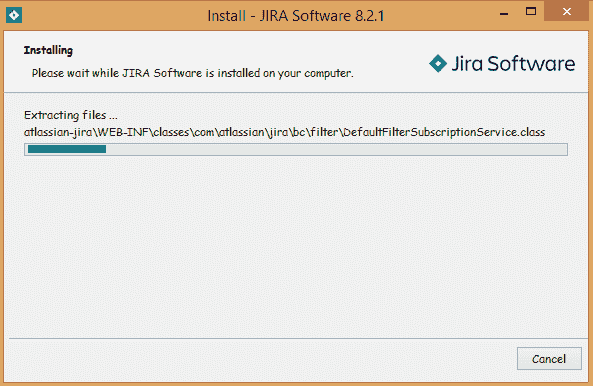 Install - JIRA Software 8.2.1
Installing
Please wait while JIRA Software is installed on your computer.
Jira Software
Extracting files ...
atlassian-jira\WEB-INF\classes\com\atlassian\jira\bc\filter\DefaultFilterSubscriptionService.class
Cancel